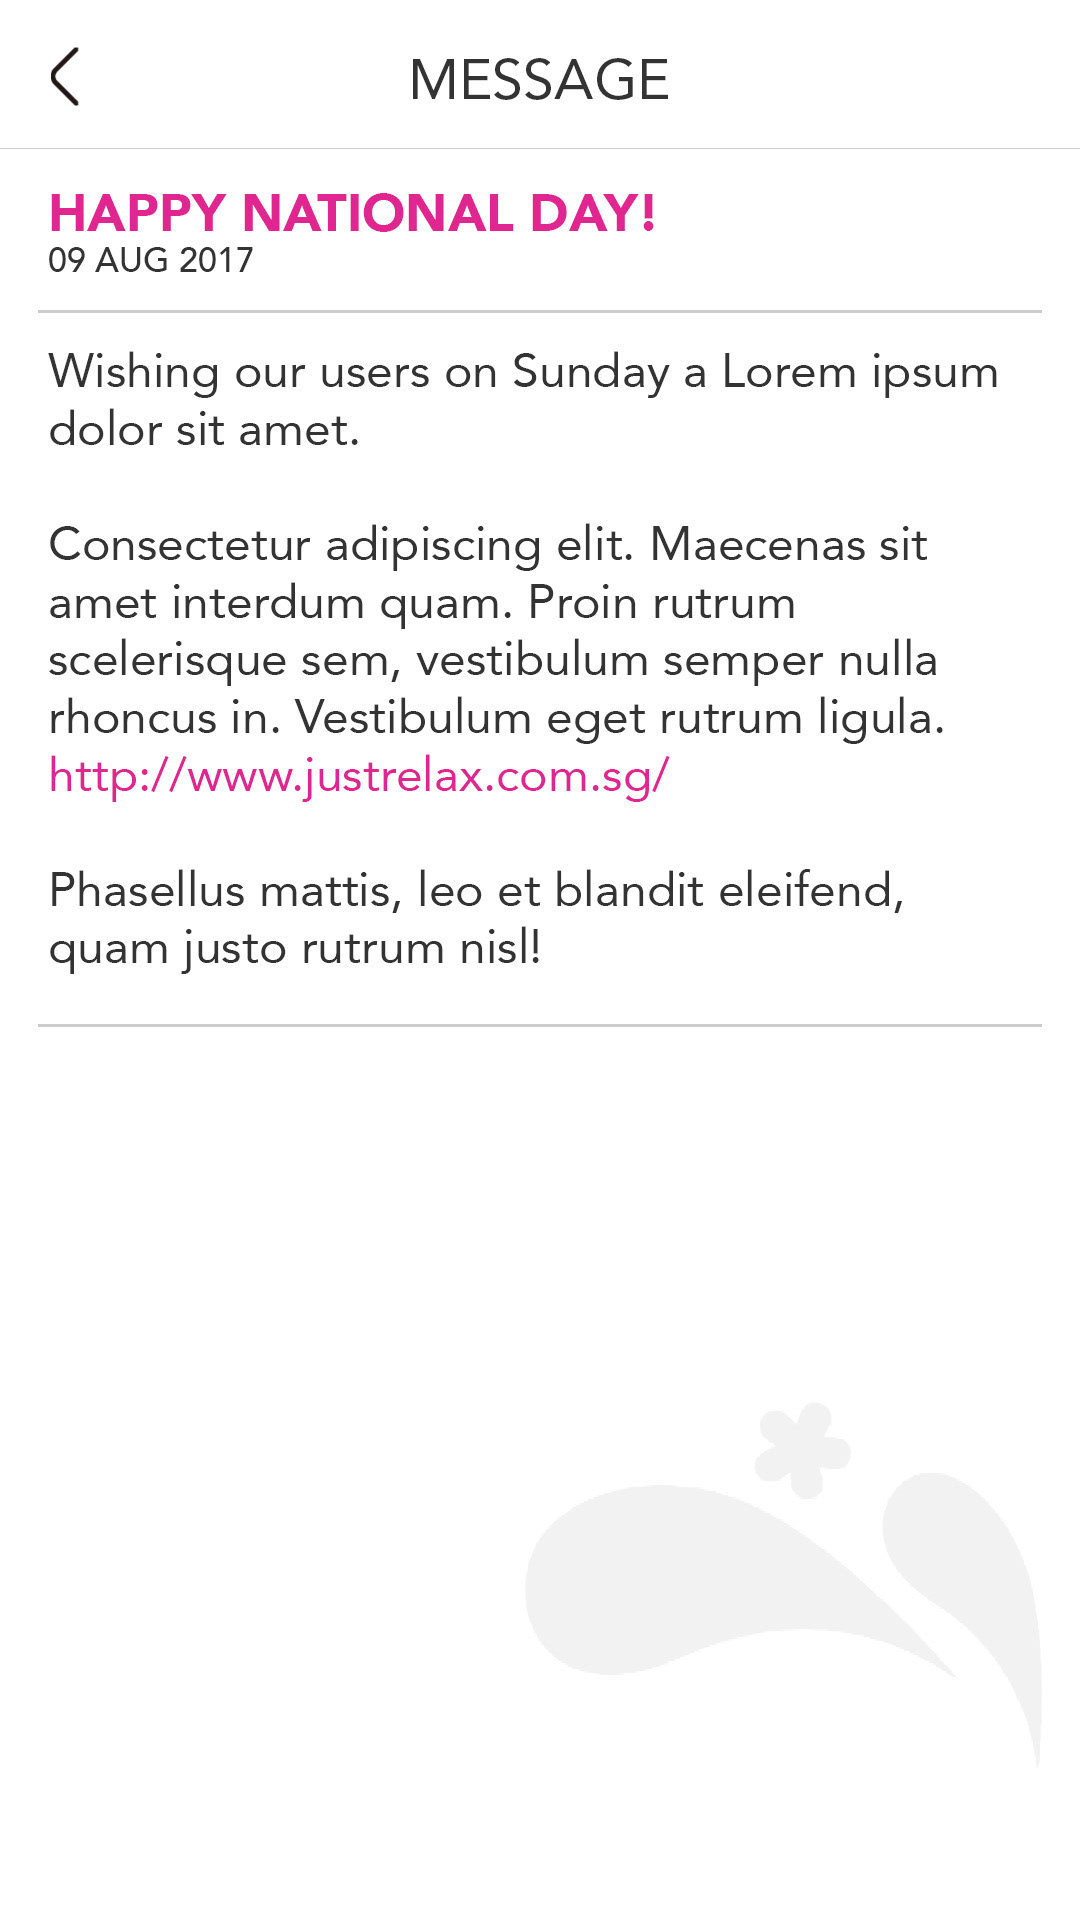 MESSAGE
HAPPY NATIONAL DAY!
09 AUG 2017
Wishing our users on Sunday a Lorem ipsum
dolor sit amet.
Consectetur adipiscing elit. Maecenas sit
amet interdum quam. Proin rutrum
scelerisque sem, vestibulum semper nulla
rhoncus in. Vestibulum eget rutrum ligula.
http://www.justrelax.com.sg/
Phasellus mattis, leo et blandit eleifend,
quam justo rutrum nisl!